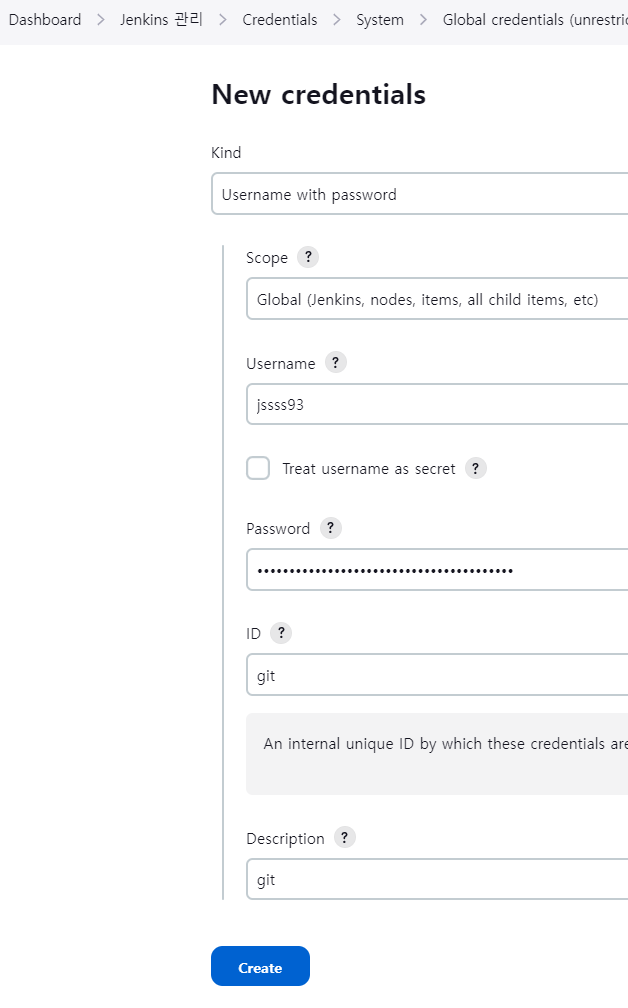 Dashboard > Jenkins 관리 > Credentials > System > Global credentials (unrestric
New credentials
Kind
Username with password
Scope ?
Global (Jenkins, nodes, items, all child items, etc)
Username ?
jssss93
Treat username as secret ?
Password ?
••••••••••••••••••••••••••••••••••••••••
ID ?
git
An internal unique ID by which these credentials are
Description ?
git
Create